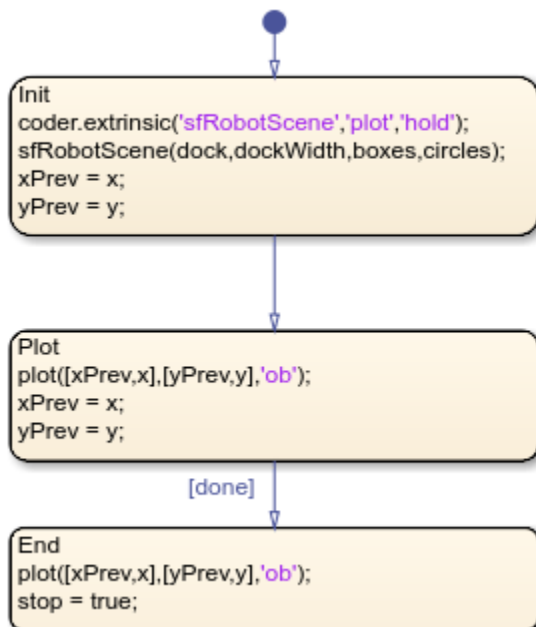 Init
coder.extrinsic('sfRobotScene','plot','hold');
sfRobotScene(dock,dockWidth,boxes,circles);
xPrev = x;
yPrev = y;
Plot
plot([xPrev,x],[yPrev,y],'ob');
xPrev = x;
yPrev = y;
[done]
End
plot([xPrev,x],[yPrev,y],'ob');
stop = true;